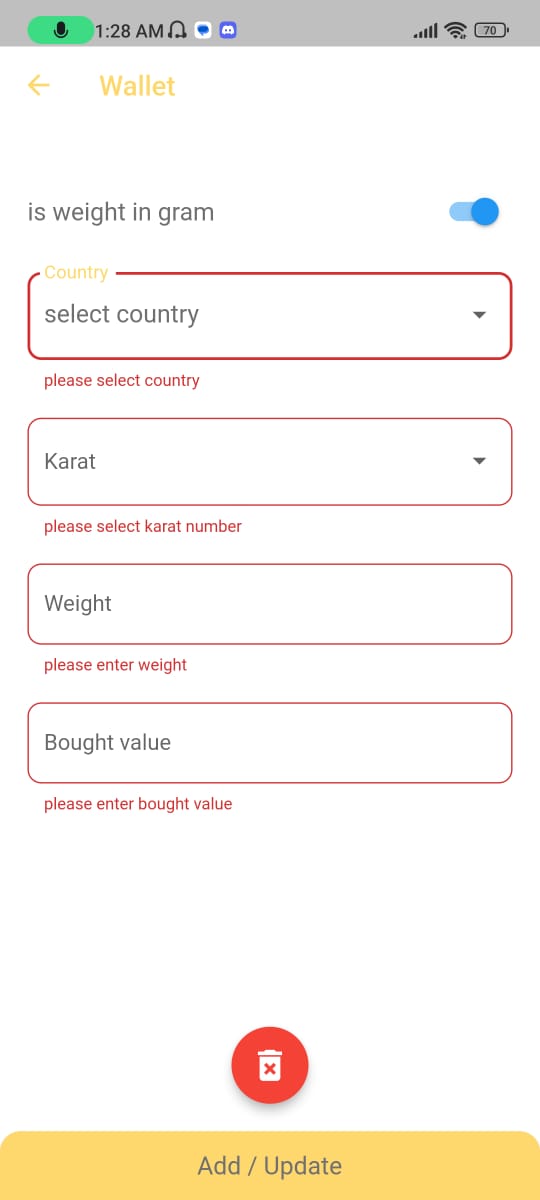 1:28 AM 70
Wallet
is weight in gram
Country
select country
please select country
Karat
please select karat number
Weight
please enter weight
Bought value
please enter bought value
Add / Update